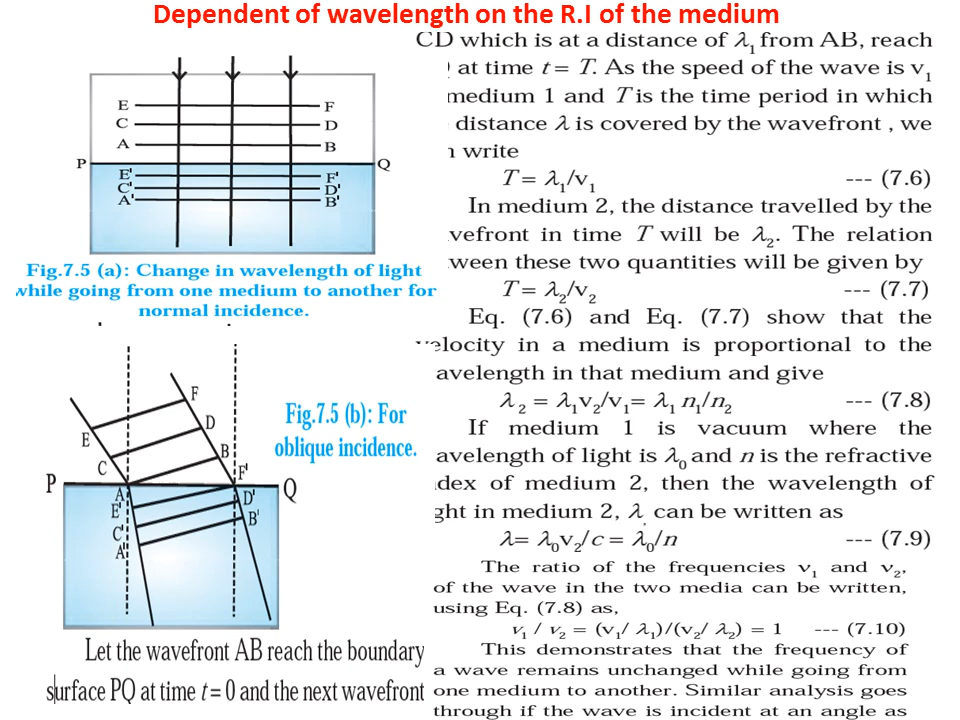 Dependent of wavelength on the R.I of the medium
E F
C D
A B
P Q
E' F'
C' D'
A' B'
Fig.7.5 (a): Change in wavelength of light
while going from one medium to another for
normal incidence.
F
D
E
B
C
F'
P Q
A
D'
E'
B'
C'
A'
Fig.7.5 (b): For
oblique incidence.
Let the wavefront AB reach the boundary
surface PQ at time t = 0 and the next wavefront
CD which is at a distance of λ₁ from AB, reach
at time t = T. As the speed of the wave is v₁
medium 1 and T is the time period in which
distance λ is covered by the wavefront , we
write
T = λ₁/v₁ --- (7.6)
In medium 2, the distance travelled by the
vefront in time T will be λ₂. The relation
ween these two quantities will be given by
T = λ₂/v₂ --- (7.7)
Eq. (7.6) and Eq. (7.7) show that the
velocity in a medium is proportional to the
avelength in that medium and give
λ₂ = λ₁v₂/v₁= λ₁ n₁/n₂ --- (7.8)
If medium 1 is vacuum where the
avelength of light is λ₀ and n is the refractive
dex of medium 2, then the wavelength of
ght in medium 2, λ can be written as
λ= λ₀v₂/c = λ₀/n --- (7.9)
The ratio of the frequencies ν₁ and ν₂,
of the wave in the two media can be written,
using Eq. (7.8) as,
ν₁ / ν₂ = (v₁/ λ₁)/(v₂/ λ₂) = 1 --- (7.10)
This demonstrates that the frequency of
a wave remains unchanged while going from
one medium to another. Similar analysis goes
through if the wave is incident at an angle as